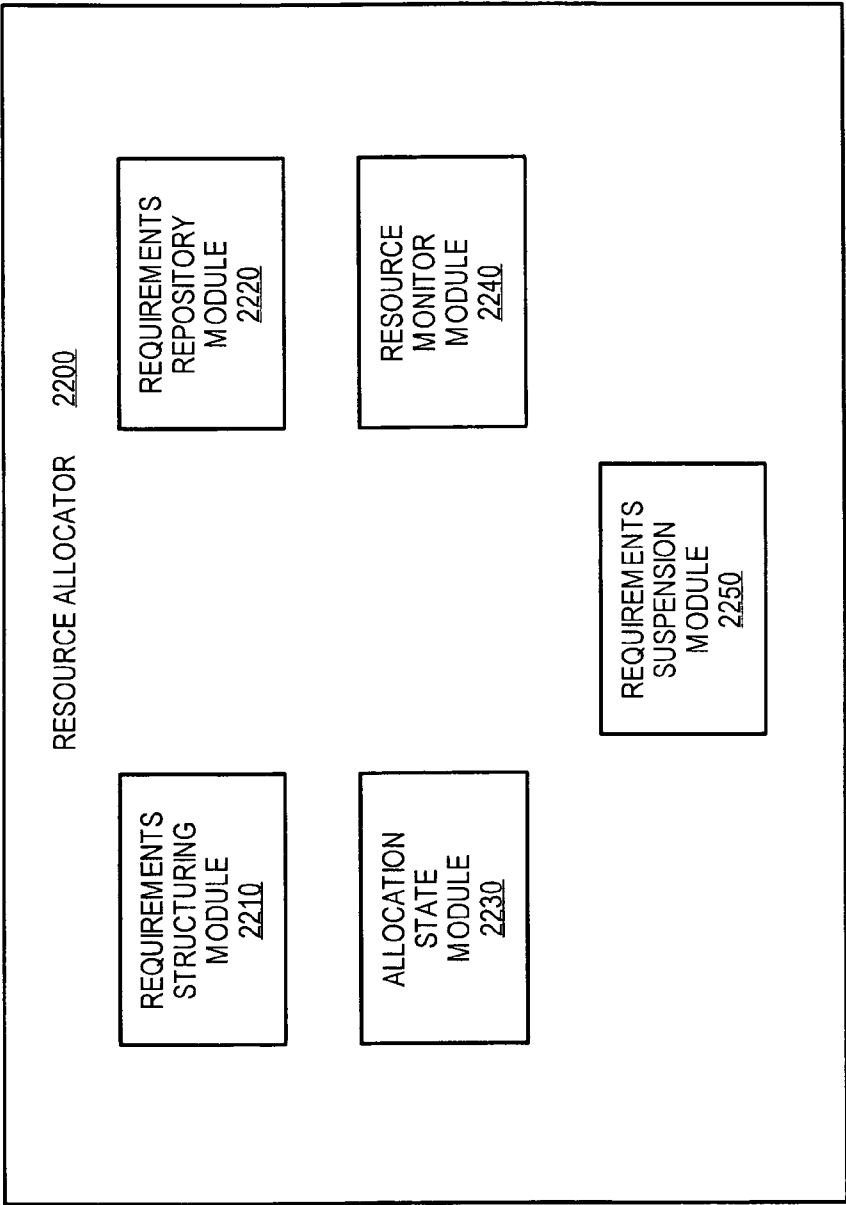 RESOURCE ALLOCATOR 2200
REQUIREMENTS
STRUCTURING
MODULE
2210
REQUIREMENTS
REPOSITORY
MODULE
2220
ALLOCATION
STATE
MODULE
2230
RESOURCE
MONITOR
MODULE
2240
REQUIREMENTS
SUSPENSION
MODULE
2250